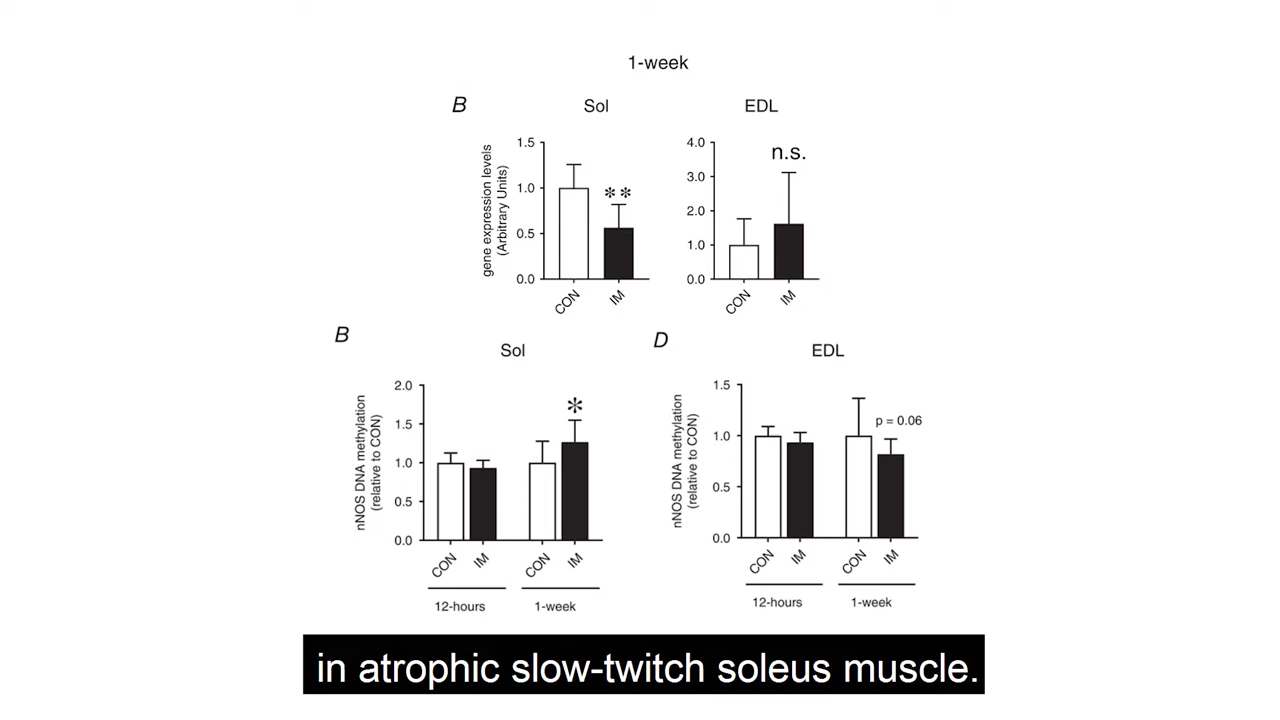 1-week
B
Sol
EDL
gene expression levels
(Arbitrary Units)
1.5
1.0
0.5
0.0
**
CON
IM
4.0
3.0
2.0
1.0
0.0
n.s.
CON
IM
B
Sol
nNOS DNA methylation
(relative to CON)
2.0
1.5
1.0
0.5
0.0
*
CON
IM
CON
IM
12-hours
1-week
D
EDL
nNOS DNA methylation
(relative to CON)
1.5
1.0
0.5
0.0
p = 0.06
CON
IM
CON
IM
12-hours
1-week
in atrophic slow-twitch soleus muscle.